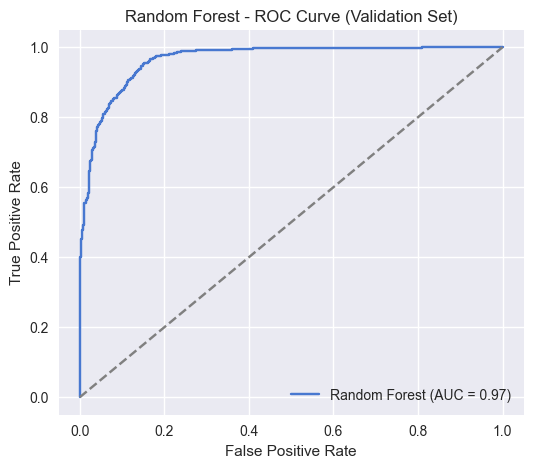 Random Forest - ROC Curve (Validation Set)
1.0
0.8
0.6
0.4
0.2
0.0
True Positive Rate
Random Forest (AUC = 0.97)
0.0 0.2 0.4 0.6 0.8 1.0
False Positive Rate